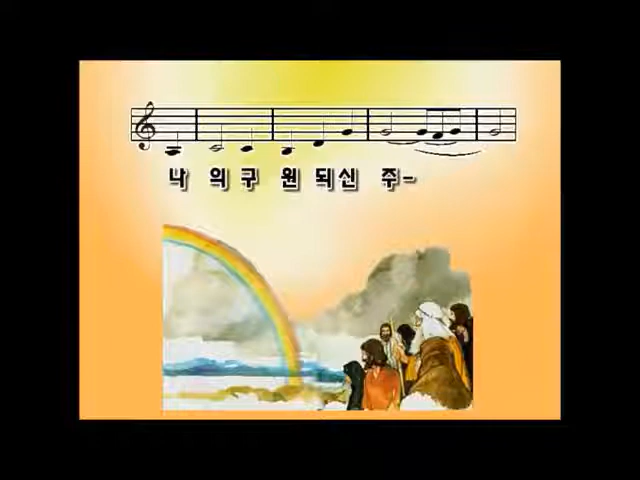 나 의 구 원 되신 주-